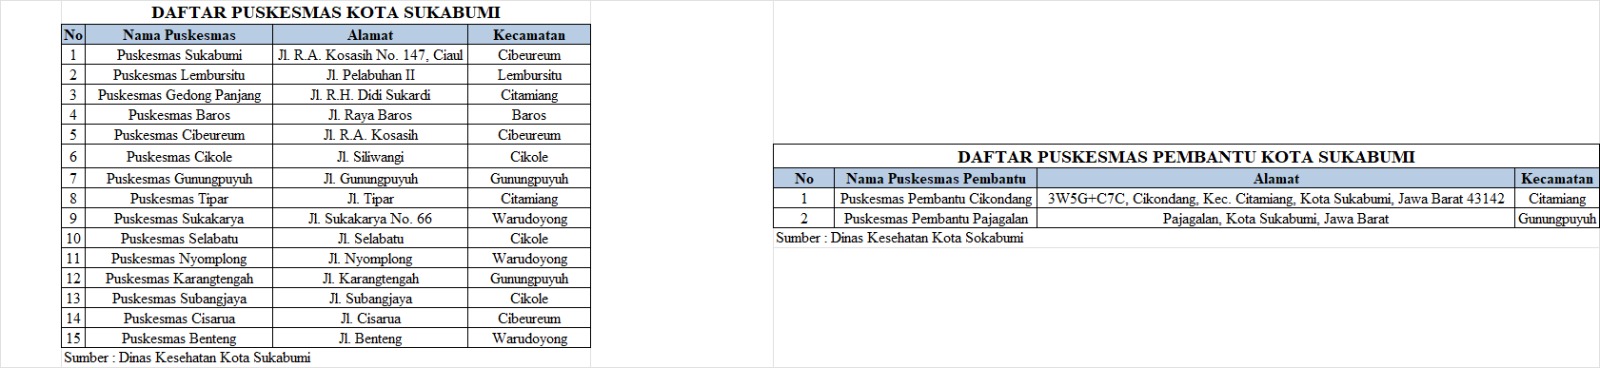 DAFTAR PUSKESMAS KOTA SUKABUMI
No Nama Puskesmas Alamat Kecamatan
1 Puskesmas Sukabumi Jl. R.A. Kosasih No. 147, Ciaul Cibeureum
2 Puskesmas Lembursitu Jl. Pelabuhan II Lembursitu
3 Puskesmas Gedong Panjang Jl. R.H. Didi Sukardi Citamiang
4 Puskesmas Baros Jl. Raya Baros Baros
5 Puskesmas Cibeureum Jl. R.A. Kosasih Cibeureum
6 Puskesmas Cikole Jl. Siliwangi Cikole
7 Puskesmas Gunungpuyuh Jl. Gunungpuyuh Gunungpuyuh
8 Puskesmas Tipar Jl. Tipar Citamiang
9 Puskesmas Sukakarya Jl. Sukakarya No. 66 Warudoyong
10 Puskesmas Selabatu Jl. Selabatu Cikole
11 Puskesmas Nyomplong Jl. Nyomplong Warudoyong
12 Puskesmas Karangtengah Jl. Karangtengah Gunungpuyuh
13 Puskesmas Subangjaya Jl. Subangjaya Cikole
14 Puskesmas Cisarua Jl. Cisarua Cibeureum
15 Puskesmas Benteng Jl. Benteng Warudoyong
Sumber : Dinas Kesehatan Kota Sukabumi
DAFTAR PUSKESMAS PEMBANTU KOTA SUKABUMI
No Nama Puskesmas Pembantu Alamat Kecamatan
1 Puskesmas Pembantu Cikondang 3W5G+C7C, Cikondang, Kec. Citamiang, Kota Sukabumi, Jawa Barat 43142 Citamiang
2 Puskesmas Pembantu Pajagalan Pajagalan, Kota Sukabumi, Jawa Barat Gunungpuyuh
Sumber : Dinas Kesehatan Kota Sokabumi